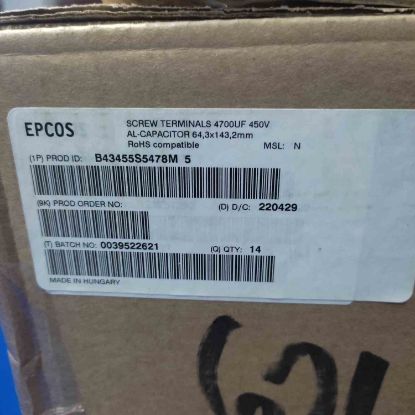 EPCOS
SCREW TERMINALS 4700UF 450V
AL-CAPACITOR 64,3x143,2mm
RoHS compatible MSL: N
(1P) PROD ID: B43455S5478M 5
(9K) PROD ORDER NO: (D) D/C: 220429
(T) BATCH NO: 0039522621 (Q) QTY: 14
MADE IN HUNGARY